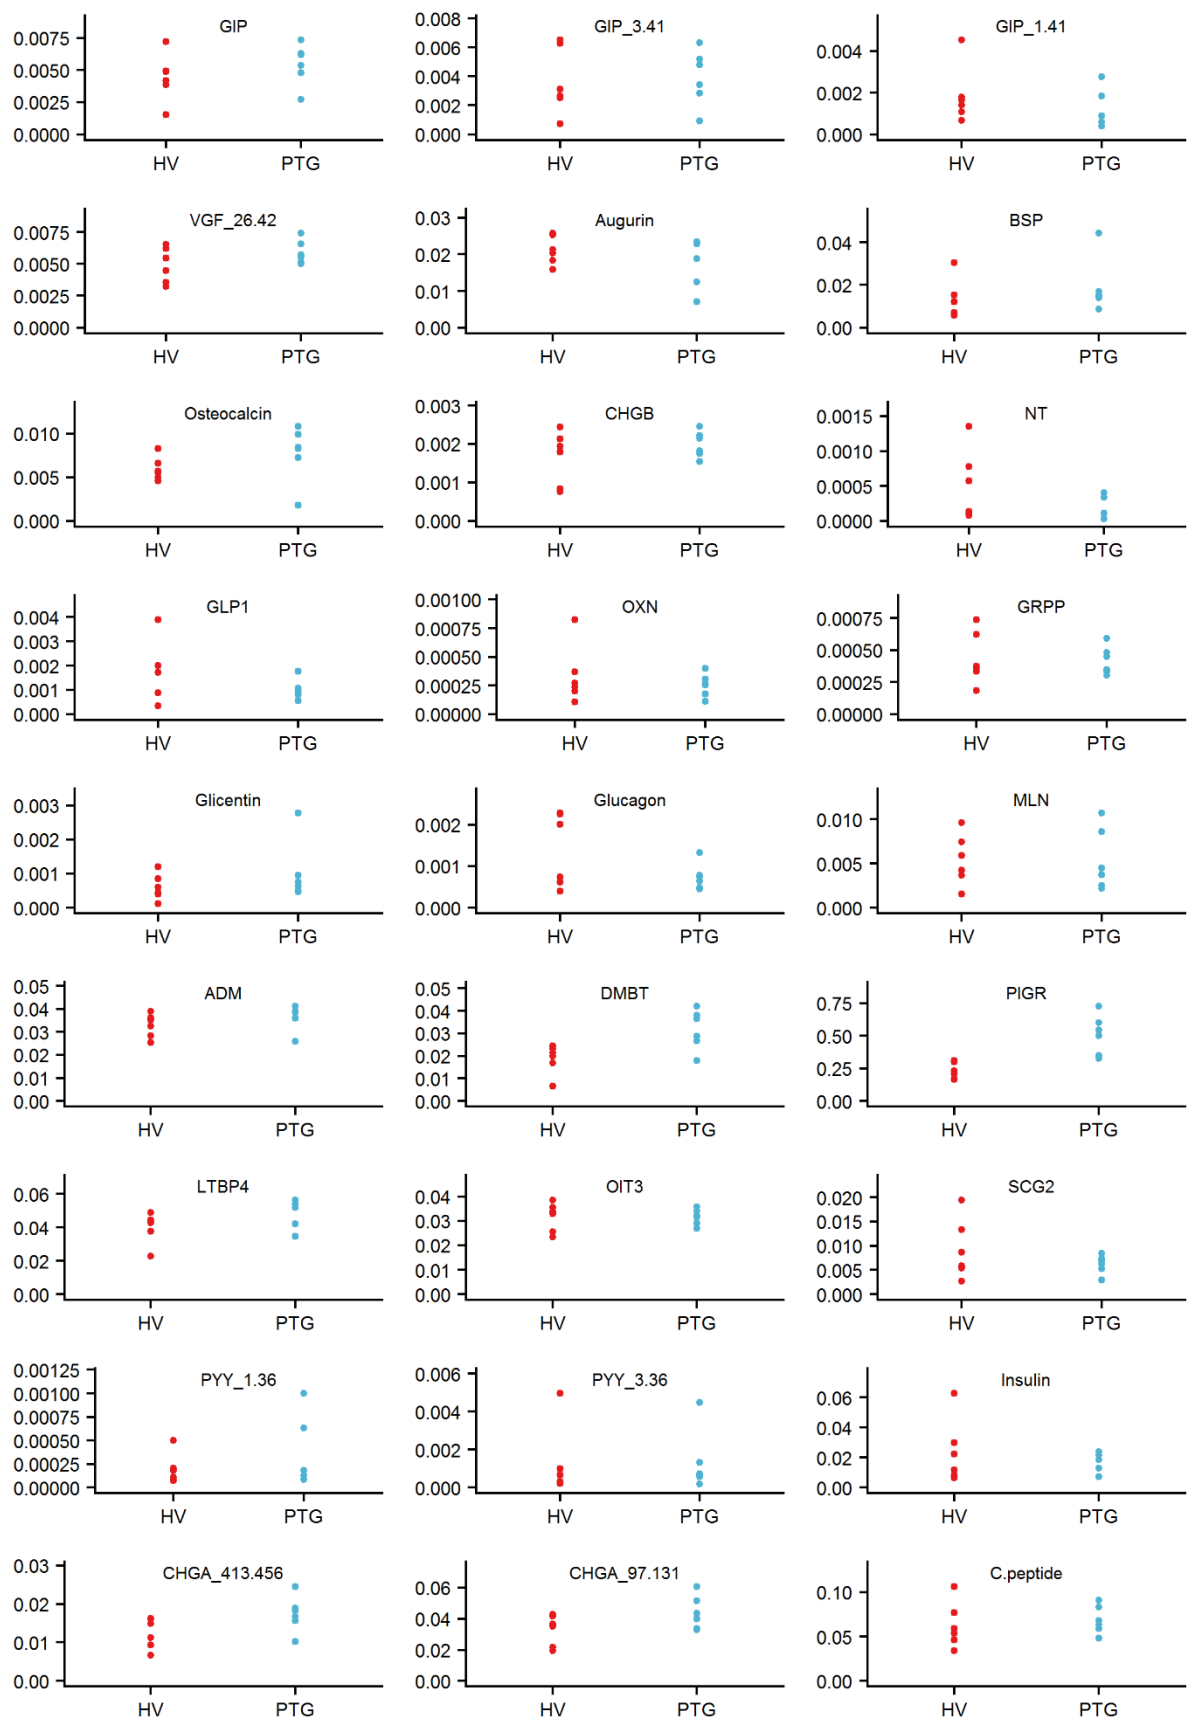 GIP
0.0075
0.0050
0.0025
0.0000
HV PTG
GIP_3.41
0.008
0.006
0.004
0.002
0.000
HV PTG
GIP_1.41
0.004
0.002
0.000
HV PTG
VGF_26.42
0.0075
0.0050
0.0025
0.0000
HV PTG
Augurin
0.03
0.02
0.01
0.00
HV PTG
BSP
0.04
0.02
0.00
HV PTG
Osteocalcin
0.010
0.005
0.000
HV PTG
CHGB
0.003
0.002
0.001
0.000
HV PTG
NT
0.0015
0.0010
0.0005
0.0000
HV PTG
GLP1
0.004
0.003
0.002
0.001
0.000
HV PTG
OXN
0.00100
0.00075
0.00050
0.00025
0.00000
HV PTG
GRPP
0.00075
0.00050
0.00025
0.00000
HV PTG
Glicentin
0.003
0.002
0.001
0.000
HV PTG
Glucagon
0.002
0.001
0.000
HV PTG
MLN
0.010
0.005
0.000
HV PTG
ADM
0.05
0.04
0.03
0.02
0.01
0.00
HV PTG
DMBT
0.05
0.04
0.03
0.02
0.01
0.00
HV PTG
PIGR
0.75
0.50
0.25
0.00
HV PTG
LTBP4
0.06
0.04
0.02
0.00
HV PTG
OIT3
0.04
0.03
0.02
0.01
0.00
HV PTG
SCG2
0.020
0.015
0.010
0.005
0.000
HV PTG
PYY_1.36
0.00125
0.00100
0.00075
0.00050
0.00025
0.00000
HV PTG
PYY_3.36
0.006
0.004
0.002
0.000
HV PTG
Insulin
0.06
0.04
0.02
0.00
HV PTG
CHGA_413.456
0.03
0.02
0.01
0.00
HV PTG
CHGA_97.131
0.06
0.04
0.02
0.00
HV PTG
C.peptide
0.10
0.05
0.00
HV PTG